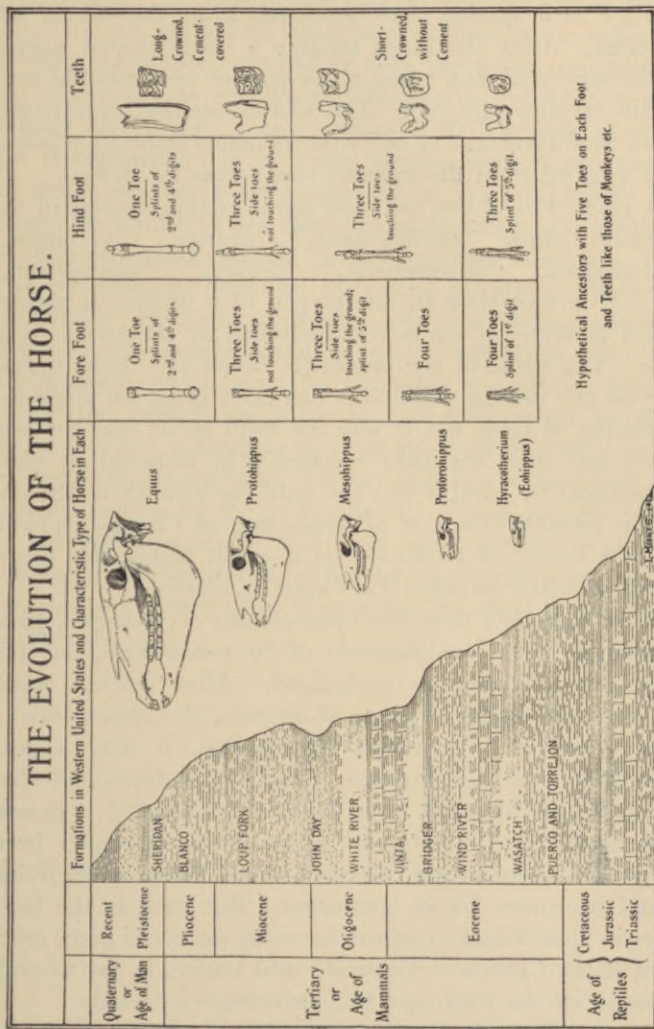 THE EVOLUTION OF THE HORSE.
Formations in Western United States and Characteristic Type of Horse in Each
Fore Foot
Hind Foot
Teeth
Quaternary
or
Age of Man
Recent
Pleistocene
SHERIDAN
Equus
One Toe
Splints of
2nd and 4th digits
One Toe
Splints of
2nd and 4th digits
Long-
Crowned,
Cement-
covered
Tertiary
or
Age of
Mammals
Pliocene
BLANCO
Miocene
LOUP FORK
Protohippus
Three Toes
Side toes
not touching the ground
Three Toes
Side toes
not touching the ground
Oligocene
JOHN DAY
WHITE RIVER
Mesohippus
Three Toes
Side toes
touching the ground;
splint of 5th digit
Three Toes
Side toes
touching the ground
Short-
Crowned,
without
Cement
Eocene
UINTA
BRIDGER
WIND RIVER
WASATCH
PUERCO AND TORREJON
Protorohippus
Four Toes
Hyracotherium
(Eohippus)
Four Toes
Splint of 1st digit
Three Toes
Splint of 5th digit
Age of
Reptiles
Cretaceous
Jurassic
Triassic
Hypothetical Ancestors with Five Toes on Each Foot
and Teeth like those of Monkeys etc.